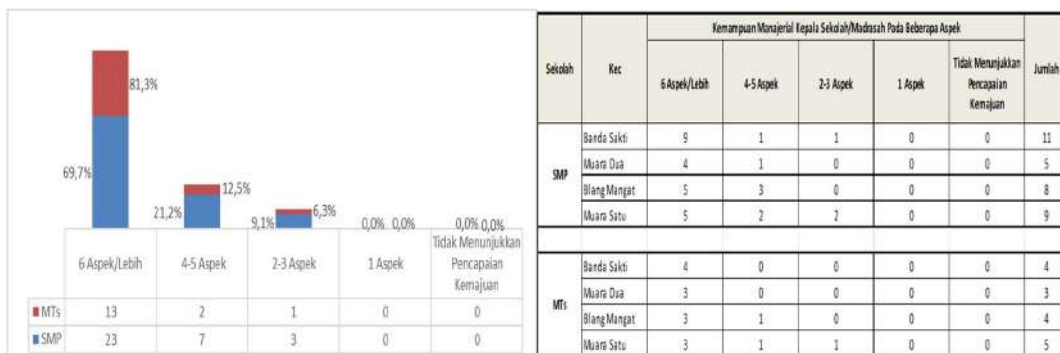 81,3%
69,7%
12,5%
21,2%
6,3%
9,1%
0,0% 0,0%
0,0% 0,0%
6 Aspek/Lebih 4-5 Aspek 2-3 Aspek 1 Aspek Tidak Menunjukkan Pencapaian Kemajuan
MTs 13 2 1 0 0
SMP 23 7 3 0 0
Kemampuan Manajerial Kepala Sekolah/Madrasah Pada Beberapa Aspek
Sekolah Kec 6 Aspek/Lebih 4-5 Aspek 2-3 Aspek 1 Aspek Tidak Menunjukkan Pencapaian Kemajuan Jumlah
SMP
Banda Sakti 9 1 1 0 0 11
Muara Dua 4 1 0 0 0 5
Blang Mangat 5 3 0 0 0 8
Muara Satu 5 2 2 0 0 9
MTs
Banda Sakti 4 0 0 0 0 4
Muara Dua 3 0 0 0 0 3
Blang Mangat 3 1 0 0 0 4
Muara Satu 3 1 1 0 0 5